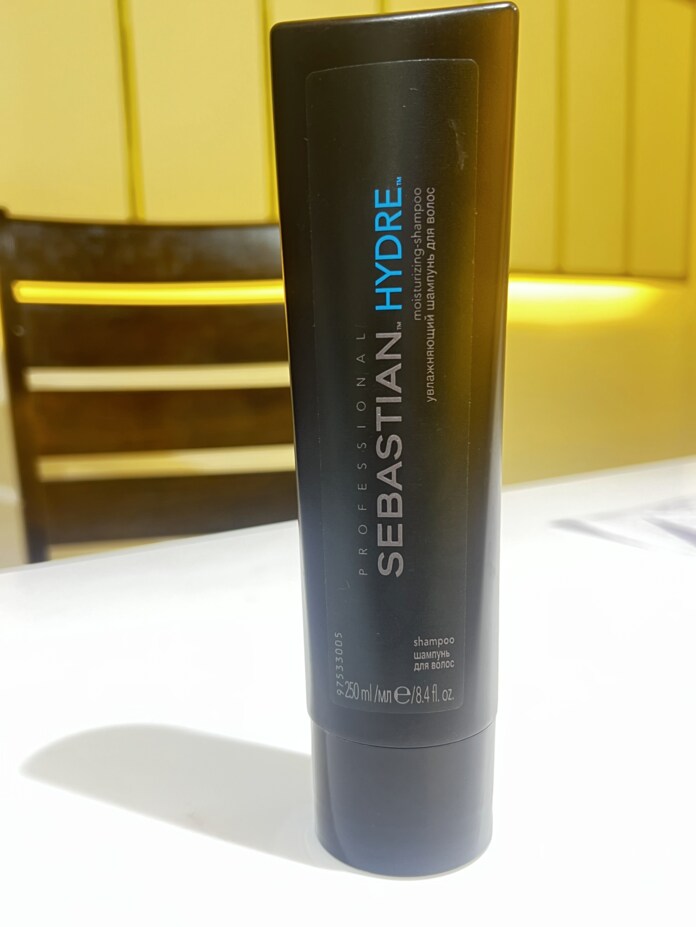 PROFESSIONAL
SEBASTIAN™ HYDRE™
moisturizing-shampoo
увлажняющий шампунь для волос
97533005
shampoo
шампунь
для волос
250 ml /мл ℮/8.4 fl. oz.